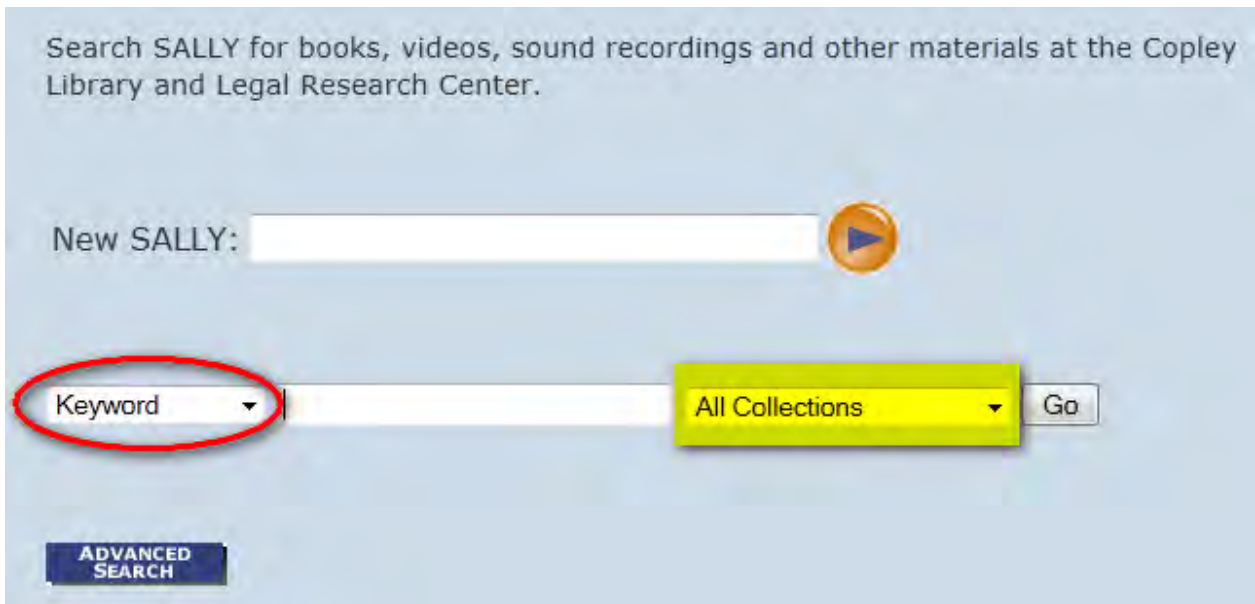 Search SALLY for books, videos, sound recordings and other materials at the Copley
Library and Legal Research Center.
New SALLY:
Keyword All Collections Go
ADVANCED
SEARCH